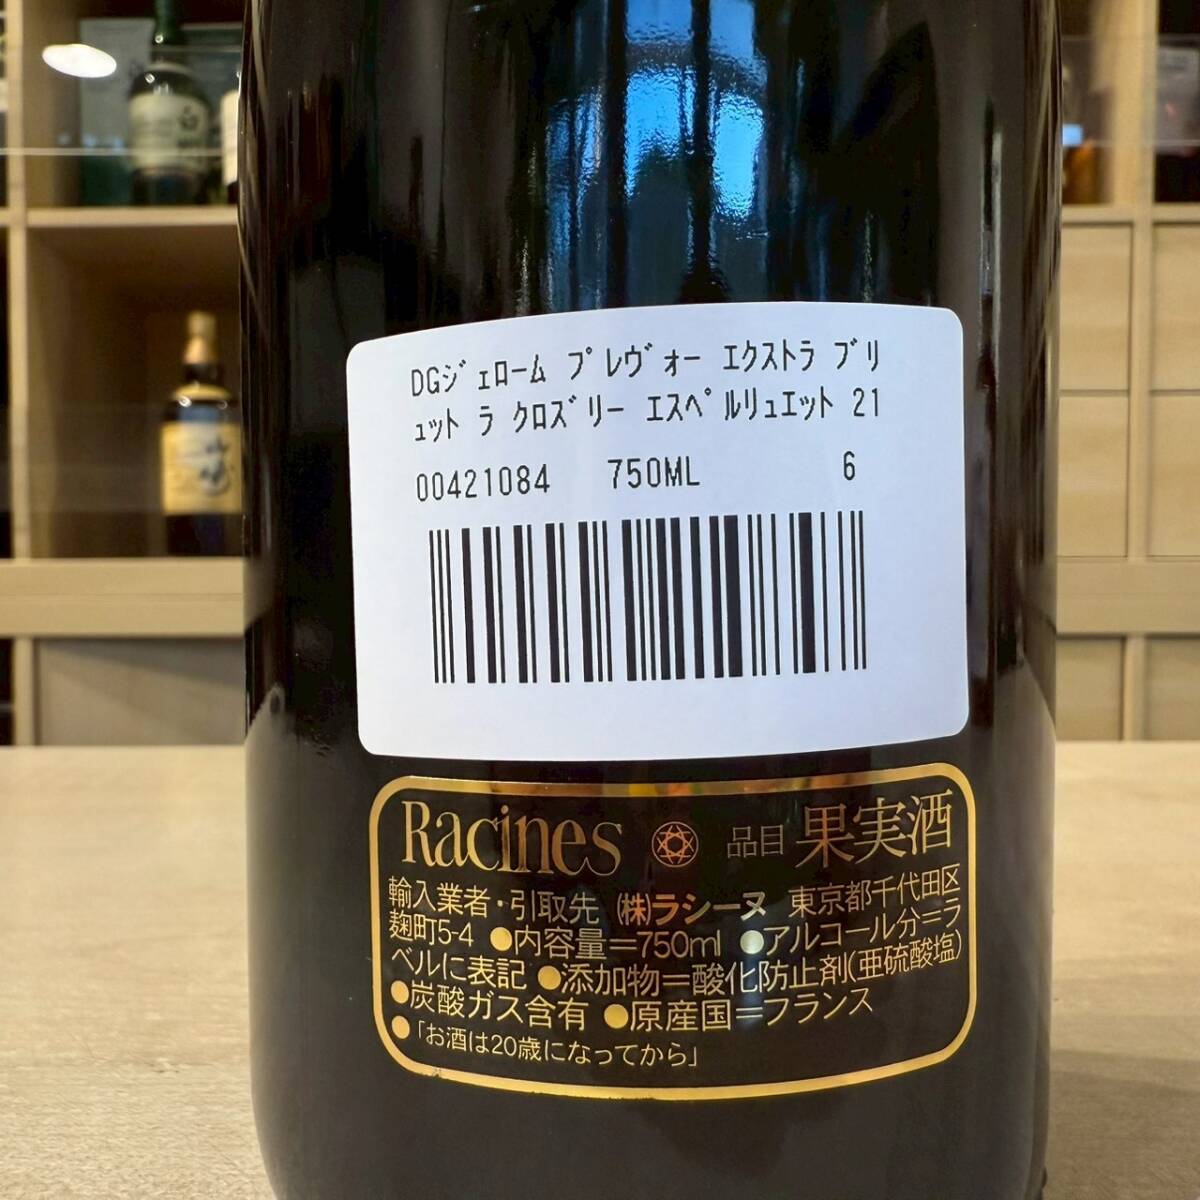 DGｼﾞｪﾛｰﾑ ﾌﾟﾚｳﾞｫｰ ｴｸｽﾄﾗ ﾌﾞﾘ
ｭｯﾄ ﾗ ｸﾛｽﾞﾘｰ ｴｽﾍﾟﾙﾘｭｴｯﾄ 21
00421084 750ML 6
Racines 品目 果実酒
輸入業者・引取先 (株)ラシーヌ 東京都千代田区
麹町5-4 ●内容量=750ml ●アルコール分=ラ
ベルに表記 ●添加物=酸化防止剤(亜硫酸塩)
●炭酸ガス含有 ●原産国=フランス
●「お酒は20歳になってから」